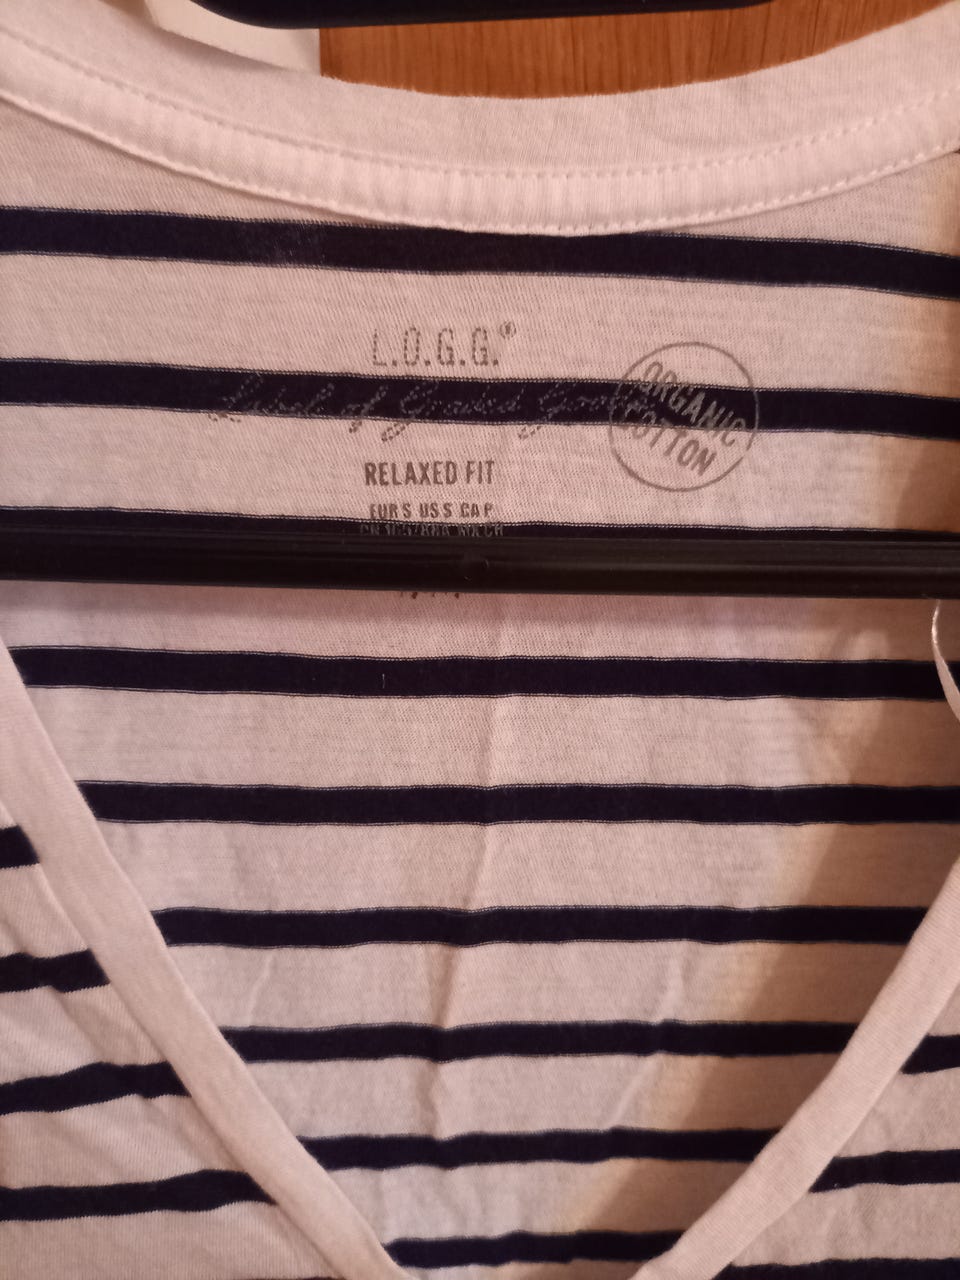 L.O.G.G.®
Label of Graded Goods
ORGANIC
COTTON
RELAXED FIT
EUR S US S CA P